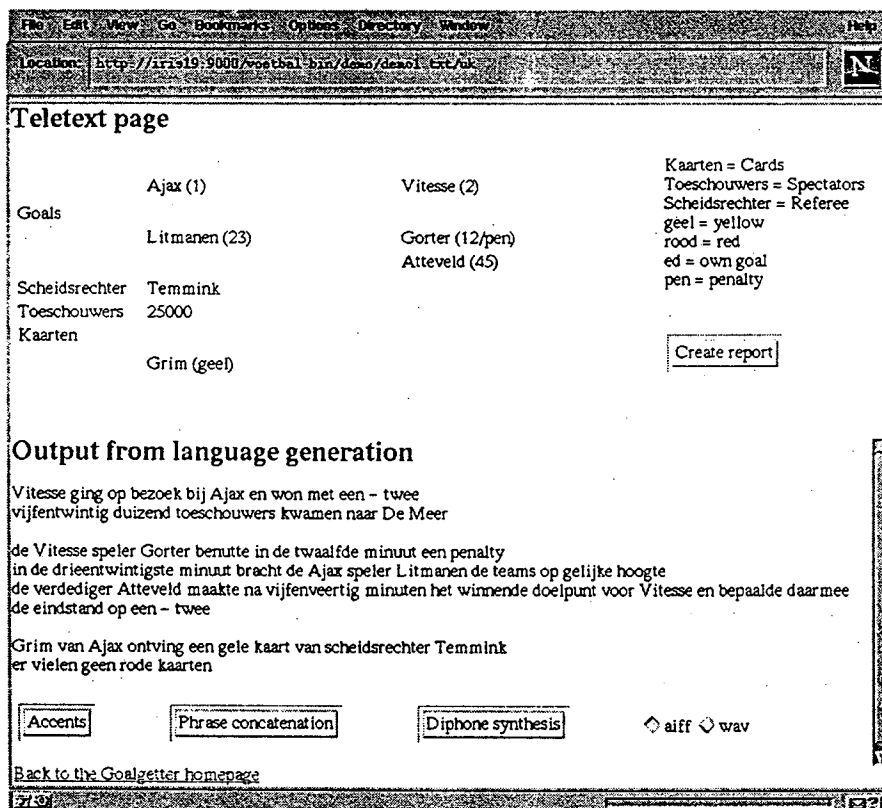 File Edit View Go Bookmarks Options Directory Window Help
Location: http://iris19:9000/voetbal-bin/demo/demo1.txt/uk
N
Teletext page
Ajax (1) Vitesse (2)
Goals
Litmanen (23) Gorter (12/pen)
Atteveld (45)
Scheidsrechter Temmink
Toeschouwers 25000
Kaarten
Grim (geel)
Kaarten = Cards
Toeschouwers = Spectators
Scheidsrechter = Referee
geel = yellow
rood = red
ed = own goal
pen = penalty
Create report
Output from language generation
Vitesse ging op bezoek bij Ajax en won met een – twee
vijfentwintig duizend toeschouwers kwamen naar De Meer
de Vitesse speler Gorter benutte in de twaalfde minuut een penalty
in de drieentwintigste minuut bracht de Ajax speler Litmanen de teams op gelijke hoogte
de verdediger Atteveld maakte na vijfenveertig minuten het winnende doelpunt voor Vitesse en bepaalde daarmee
de eindstand op een – twee
Grim van Ajax ontving een gele kaart van scheidsrechter Temmink
er vielen geen rode kaarten
Accents Phrase concatenation Diphone synthesis aiff wav
Back to the Goalgetter homepage